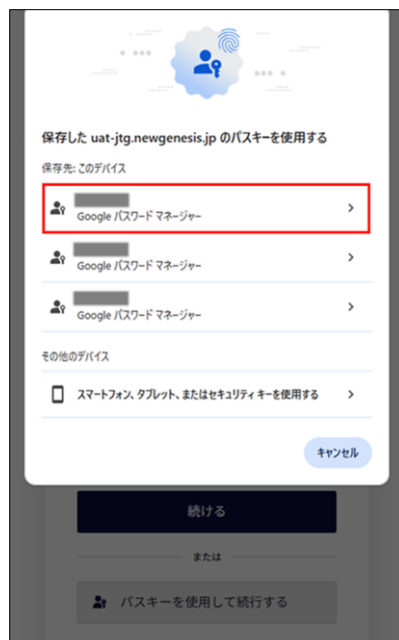 保存した uat-jtg.newgenesis.jp のパスキーを使用する
保存先: このデバイス
Google パスワード マネージャー
Google パスワード マネージャー
Google パスワード マネージャー
その他のデバイス
スマートフォン、タブレット、またはセキュリティ キーを使用する
キャンセル
続ける
または
パスキーを使用して続行する